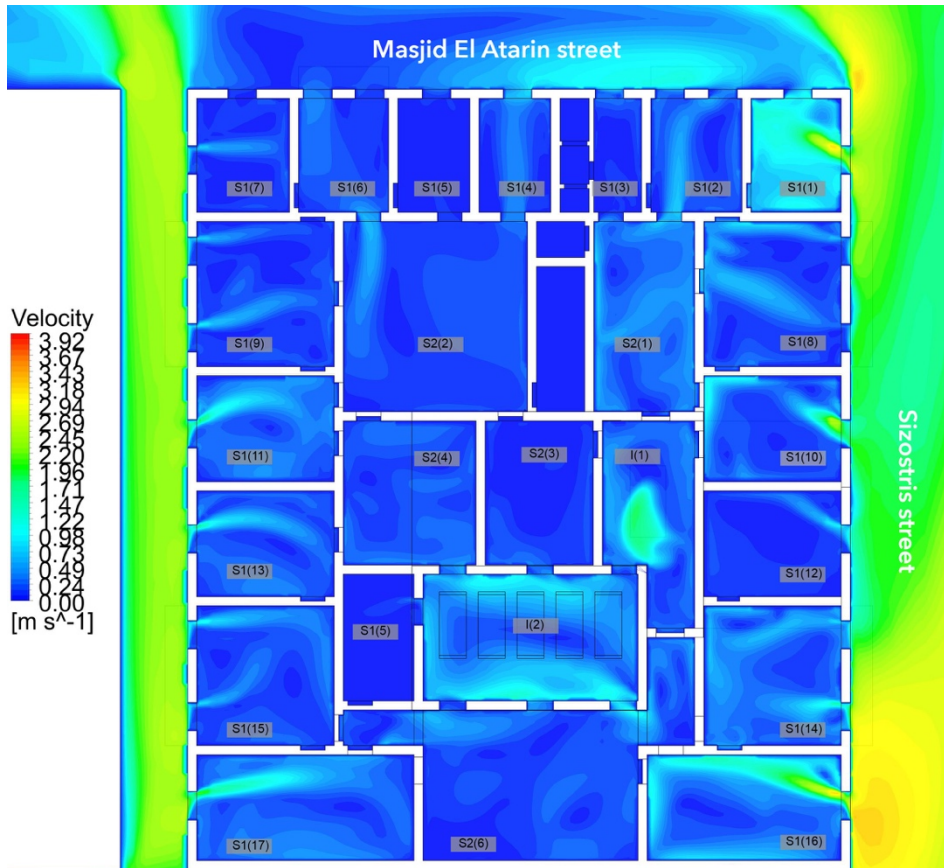 Masjid El Atarin street
S1(7)
S1(6)
S1(5)
S1(4)
S1(3)
S1(2)
S1(1)
S1(9)
S2(2)
S2(1)
S1(8)
Velocity
3.92
3.67
3.43
3.18
2.94
2.69
2.45
2.20
1.96
1.71
1.47
1.22
0.98
0.73
0.49
0.24
0.00
[m s^-1]
Sizostris street
S1(11)
S2(4)
S2(3)
I(1)
S1(10)
S1(13)
S1(12)
S1(5)
I(2)
S1(15)
S1(14)
S1(17)
S2(6)
S1(16)